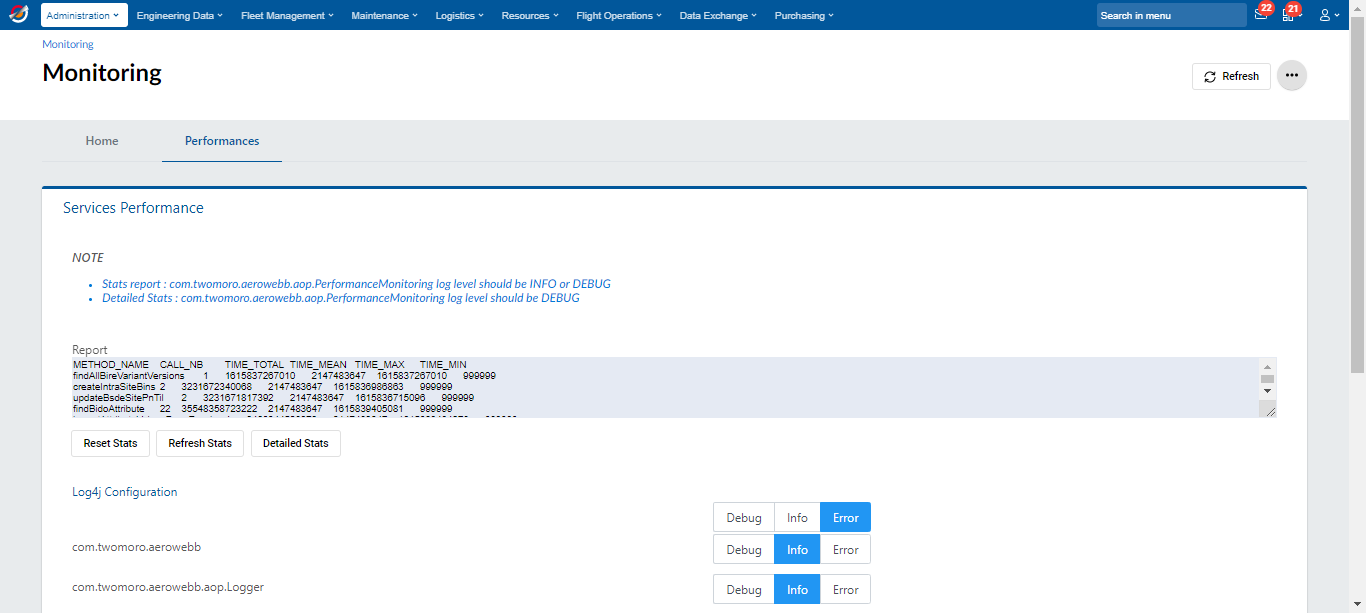 Administration Engineering Data Fleet Management Maintenance Logistics Resources Flight Operations Data Exchange Purchasing Search in menu 22 21
Monitoring
Monitoring
Refresh
Home Performances
Services Performance
NOTE
Stats report : com.twomoro.aerowebb.aop.PerformanceMonitoring log level should be INFO or DEBUG
Detailed Stats : com.twomoro.aerowebb.aop.PerformanceMonitoring log level should be DEBUG
Report
METHOD_NAME CALL_NB TIME_TOTAL TIME_MEAN TIME_MAX TIME_MIN
findAllBireVariantVersions 1 1615837267010 2147483647 1615837267010 999999
createIntraSiteBins 2 3231672340068 2147483647 1615836986863 999999
updateBsdeSitePnTil 2 3231671817392 2147483647 1615836715096 999999
findBidoAttribute 22 35548358723222 2147483647 1615839405081 999999
Reset Stats Refresh Stats Detailed Stats
Log4j Configuration
Debug Info Error
com.twomoro.aerowebb Debug Info Error
com.twomoro.aerowebb.aop.Logger Debug Info Error